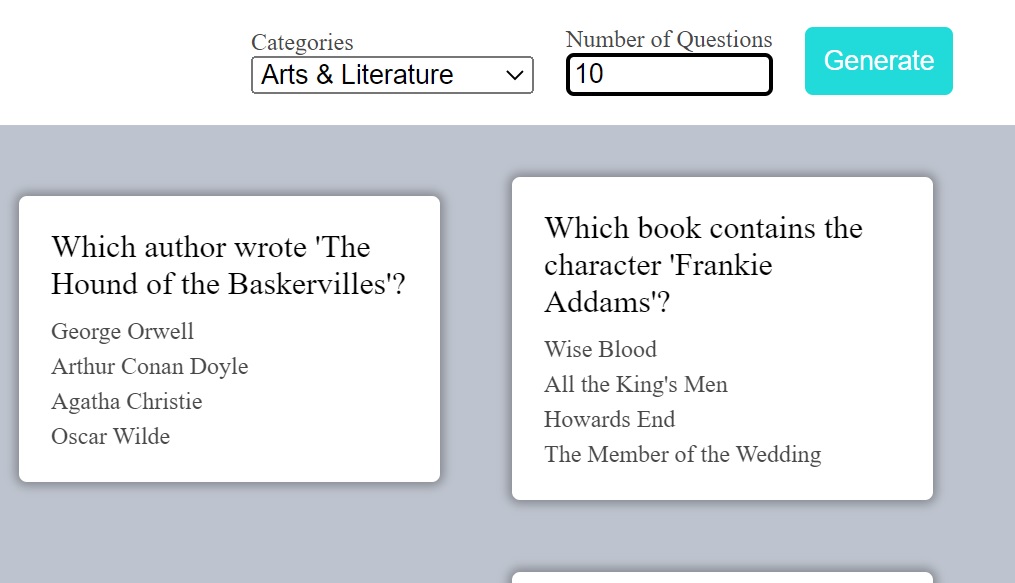 Categories
Arts & Literature
Number of Questions
10
Generate
Which author wrote 'The
Hound of the Baskervilles'?
George Orwell
Arthur Conan Doyle
Agatha Christie
Oscar Wilde
Which book contains the
character 'Frankie
Addams'?
Wise Blood
All the King's Men
Howards End
The Member of the Wedding